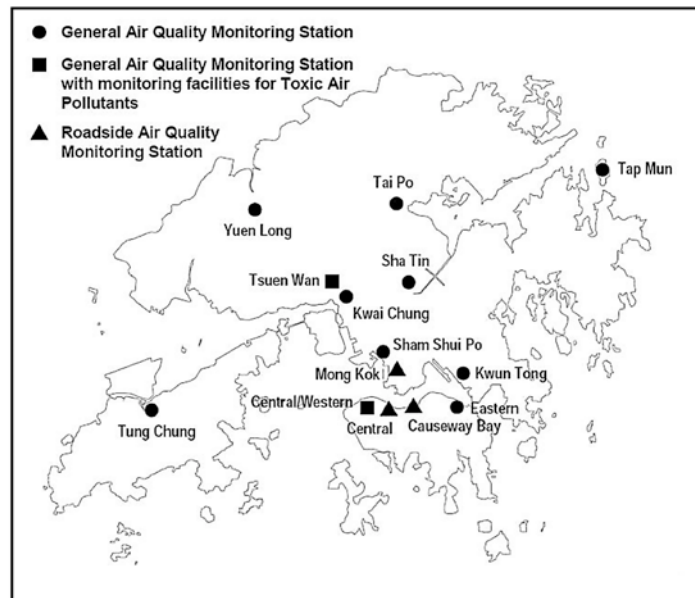 General Air Quality Monitoring Station
General Air Quality Monitoring Station
with monitoring facilities for Toxic Air
Pollutants
Roadside Air Quality
Monitoring Station
Tap Mun
Tai Po
Yuen Long
Sha Tin
Tsuen Wan
Kwai Chung
Sham Shui Po
Mong Kok
Kwun Tong
Central/Western
Eastern
Tung Chung
Central
Causeway Bay